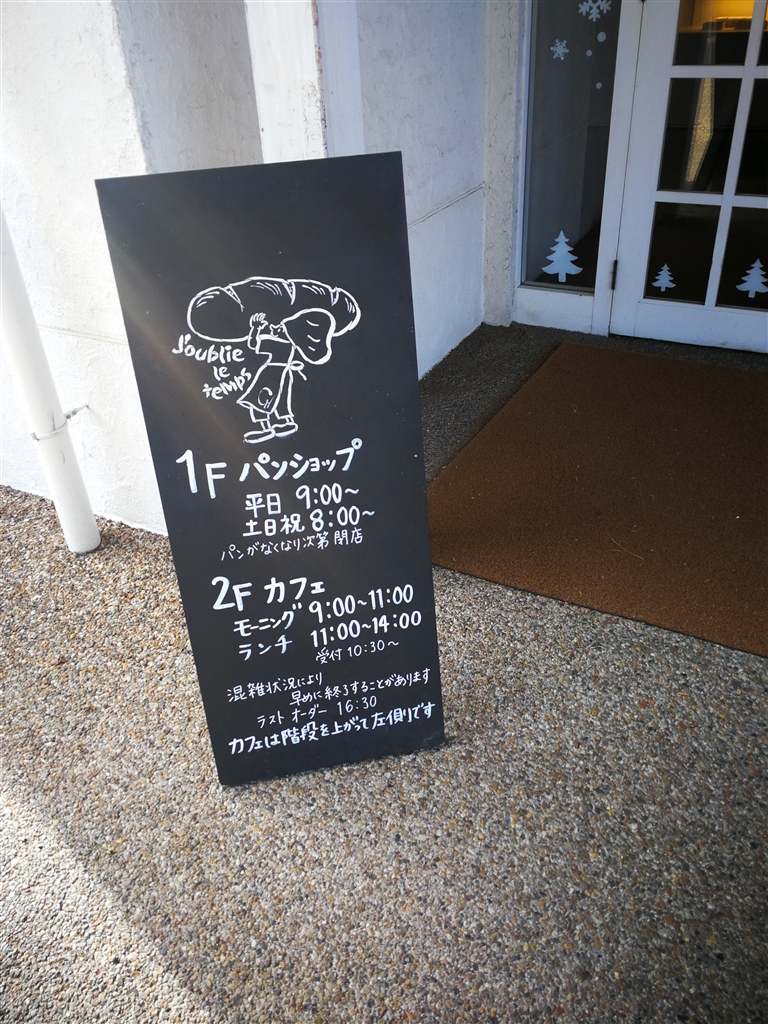 J'oublie
le
temps
1F パンショップ
平日 9:00〜
土日祝 8:00〜
パンがなくなり次第閉店
2F カフェ
モーニング 9:00〜11:00
ランチ 11:00〜14:00
受付 10:30〜
混雑状況により
早めに終了することがあります
ラストオーダー 16:30
カフェは階段を上がって左側です